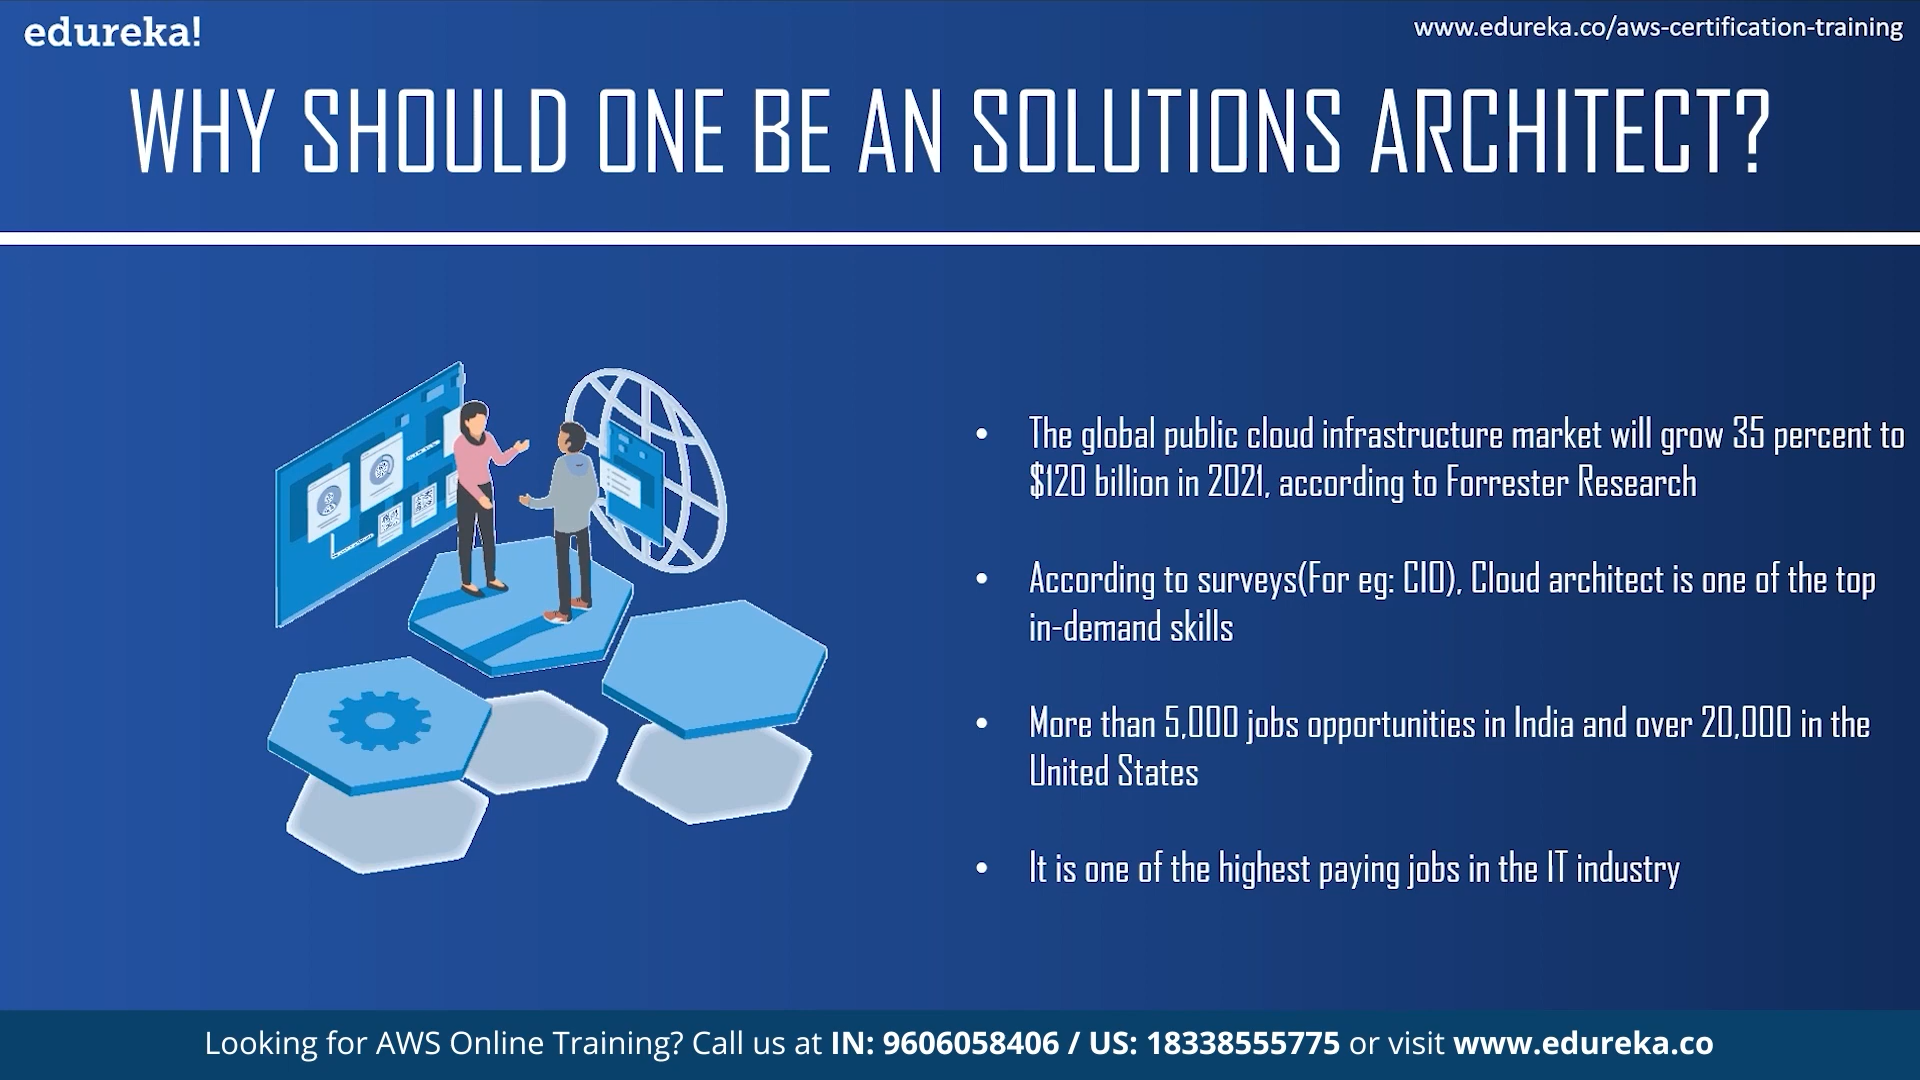 edureka!
www.edureka.co/aws-certification-training
WHY SHOULD ONE BE AN SOLUTIONS ARCHITECT?
• The global public cloud infrastructure market will grow 35 percent to
$120 billion in 2021, according to Forrester Research
• According to surveys(For eg: CIO), Cloud architect is one of the top
in-demand skills
• More than 5,000 jobs opportunities in India and over 20,000 in the
United States
• It is one of the highest paying jobs in the IT industry
Looking for AWS Online Training? Call us at IN: 9606058406 / US: 18338555775 or visit www.edureka.co